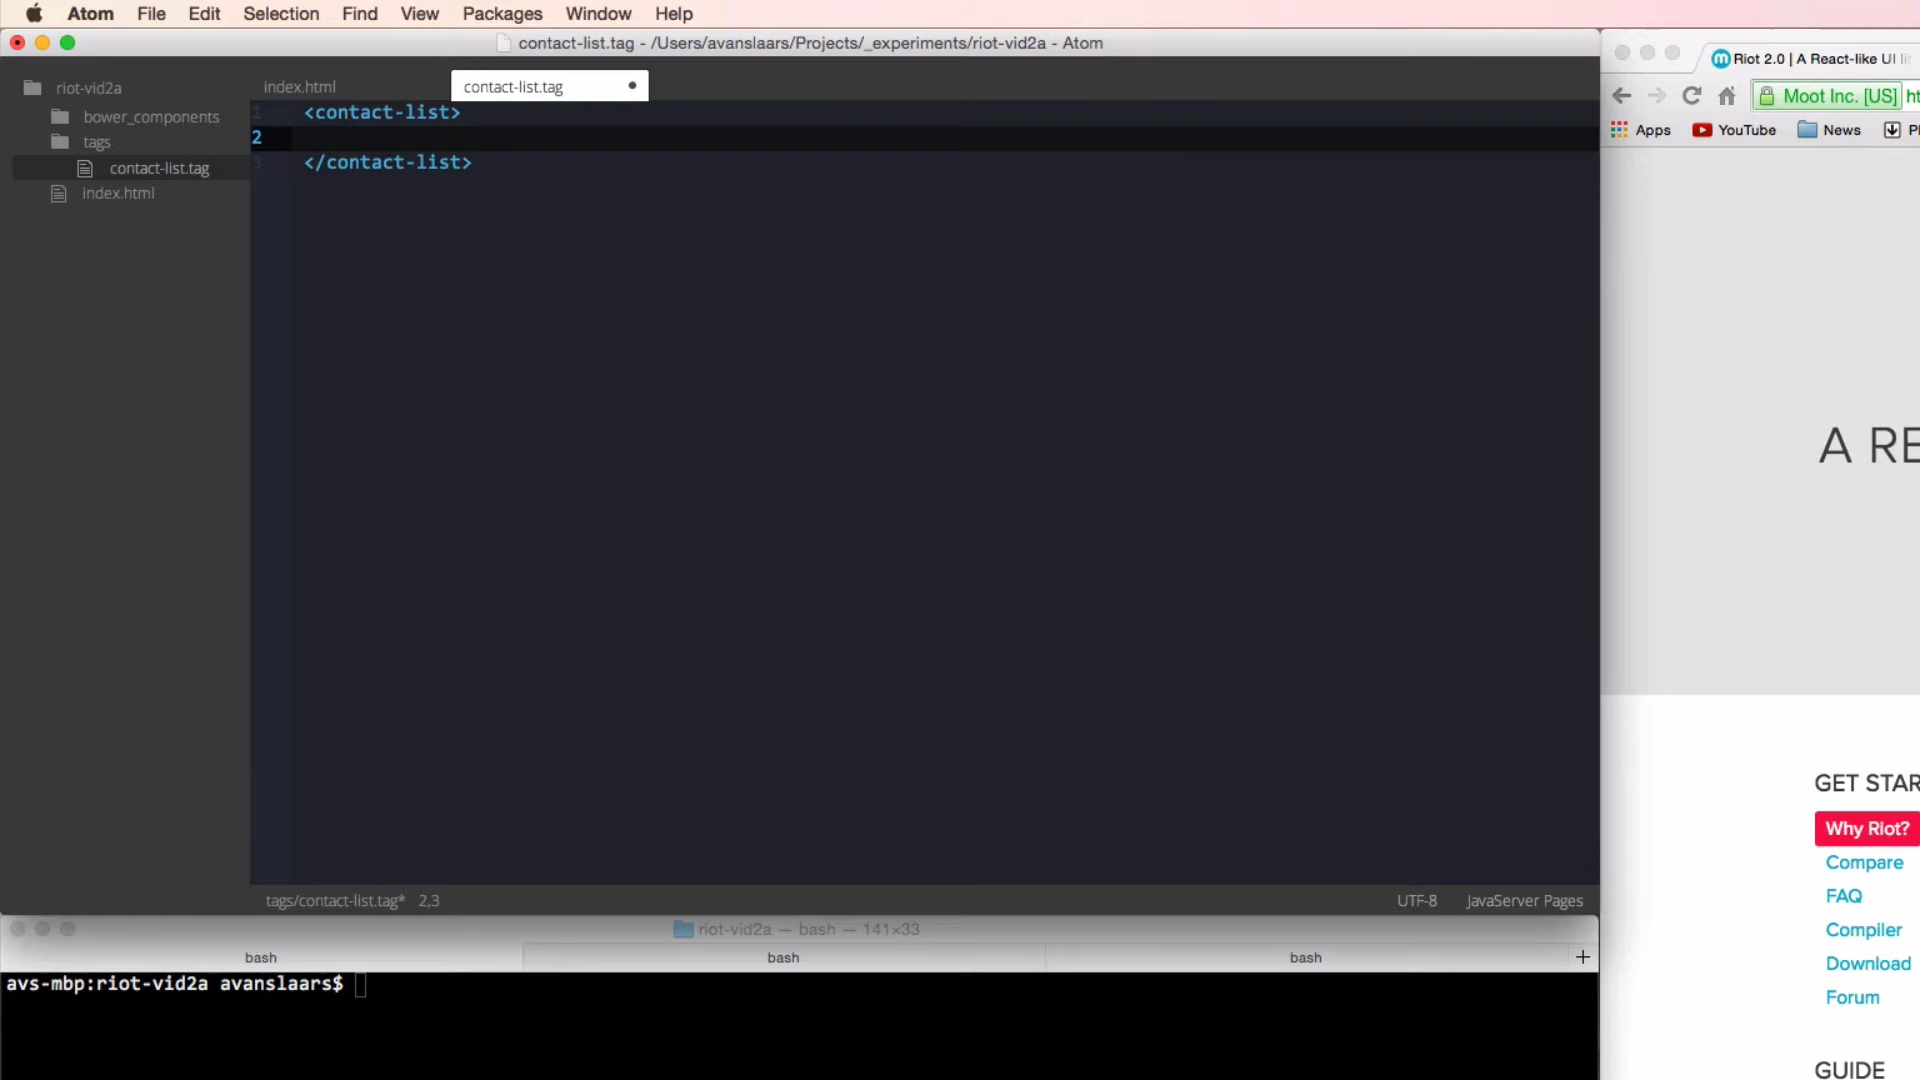 Atom File Edit Selection Find View Packages Window Help
contact-list.tag - /Users/avanslaars/Projects/_experiments/riot-vid2a - Atom
riot-vid2a
bower_components
tags
contact-list.tag
index.html
index.html
contact-list.tag
1 <contact-list>
2
3 </contact-list>
tags/contact-list.tag* 2,3
UTF-8 JavaServer Pages
riot-vid2a — bash — 141×33
bash bash bash +
avs-mbp:riot-vid2a avanslaars$
Riot 2.0 | A React-like UI li
Moot Inc. [US] ht
Apps YouTube News
A RE
GET STAR
Why Riot?
Compare
FAQ
Compiler
Download
Forum
GUIDE